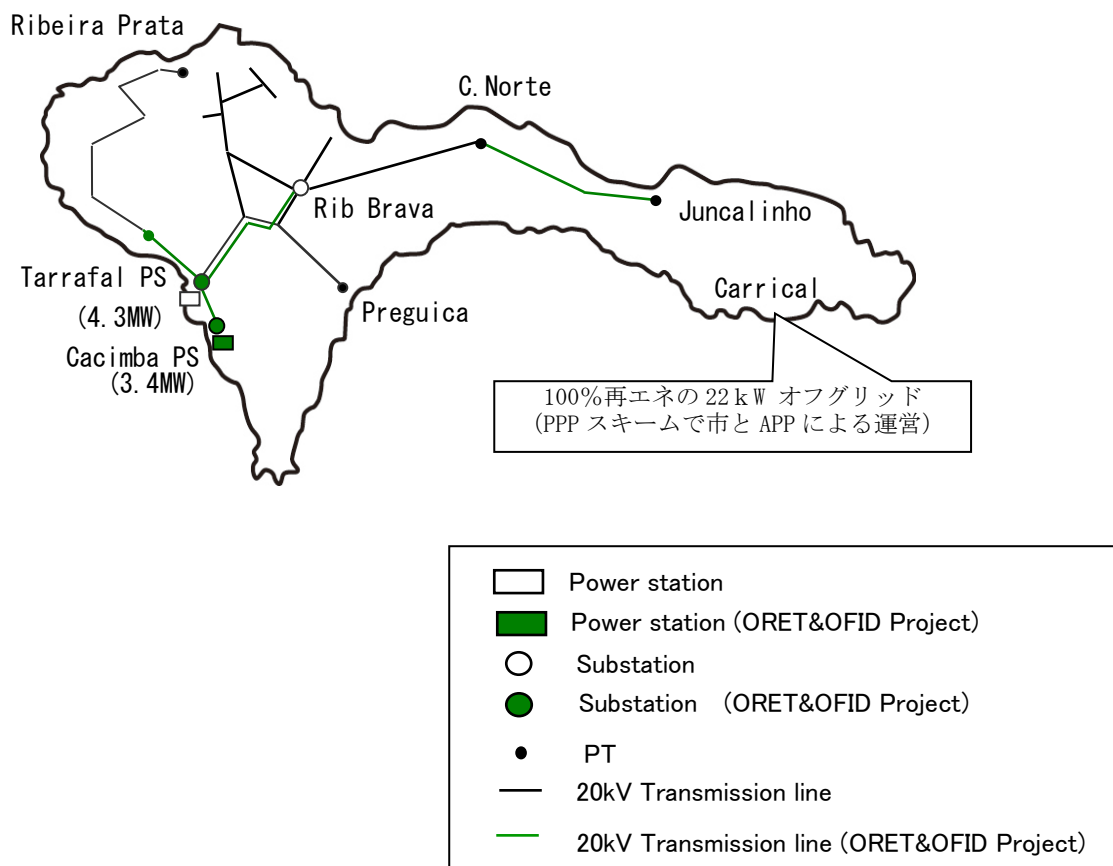 Ribeira Prata
C.Norte
Rib Brava
Juncalinho
Tarrafal PS
(4.3MW)
Preguica
Carrical
Cacimba PS
(3.4MW)
100%再エネの 22ｋW オフグリッド
(PPP スキームで市と APP による運営)
Power station
Power station (ORET&OFID Project)
Substation
Substation (ORET&OFID Project)
PT
20kV Transmission line
20kV Transmission line (ORET&OFID Project)